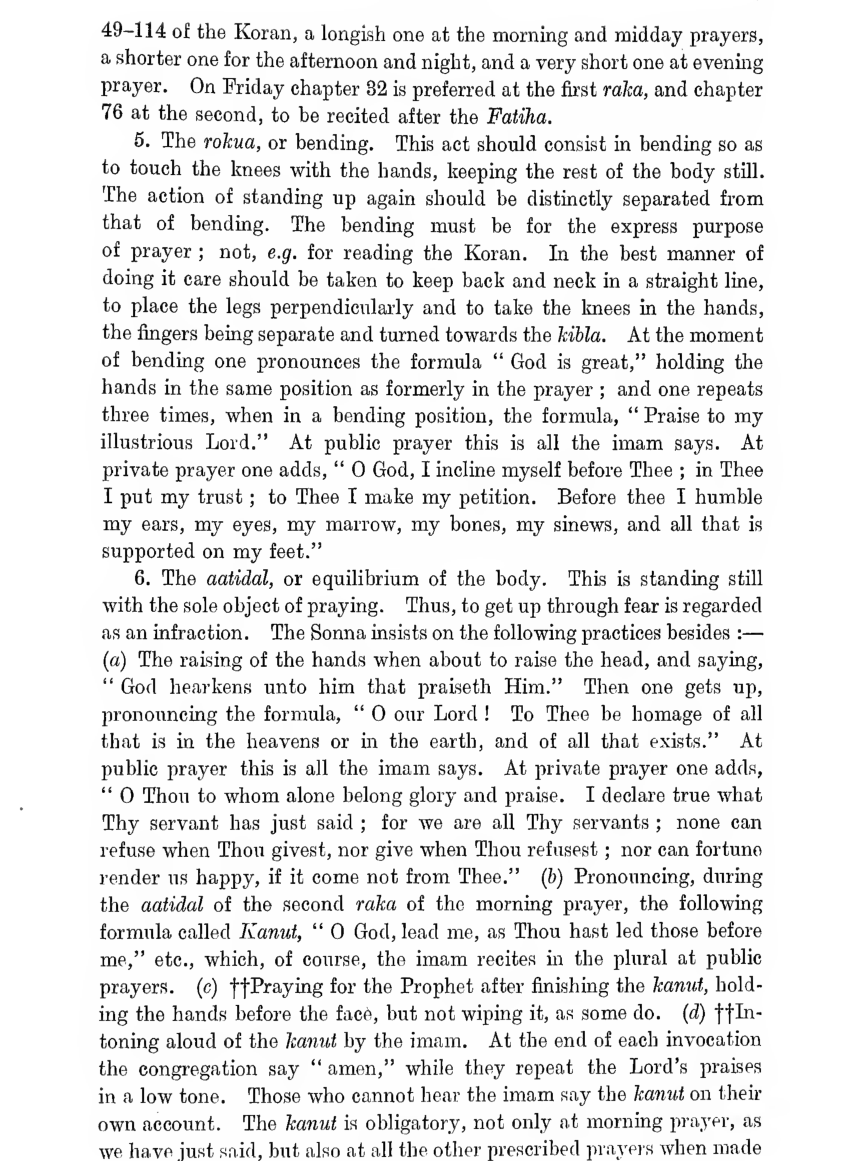 49–114 of the Koran, a longish one at the morning and midday prayers,
a shorter one for the afternoon and night, and a very short one at evening
prayer. On Friday chapter 32 is preferred at the first raka, and chapter
76 at the second, to be recited after the Fatiha.
5. The rokua, or bending. This act should consist in bending so as
to touch the knees with the hands, keeping the rest of the body still.
The action of standing up again should be distinctly separated from
that of bending. The bending must be for the express purpose
of prayer ; not, e.g. for reading the Koran. In the best manner of
doing it care should be taken to keep back and neck in a straight line,
to place the legs perpendicularly and to take the knees in the hands,
the fingers being separate and turned towards the kibla. At the moment
of bending one pronounces the formula “ God is great,” holding the
hands in the same position as formerly in the prayer ; and one repeats
three times, when in a bending position, the formula, “ Praise to my
illustrious Lord.” At public prayer this is all the imam says. At
private prayer one adds, “ O God, I incline myself before Thee ; in Thee
I put my trust ; to Thee I make my petition. Before thee I humble
my ears, my eyes, my marrow, my bones, my sinews, and all that is
supported on my feet.”
6. The aatidal, or equilibrium of the body. This is standing still
with the sole object of praying. Thus, to get up through fear is regarded
as an infraction. The Sonna insists on the following practices besides :—
(a) The raising of the hands when about to raise the head, and saying,
“ God hearkens unto him that praiseth Him.” Then one gets up,
pronouncing the formula, “ O our Lord ! To Thee be homage of all
that is in the heavens or in the earth, and of all that exists.” At
public prayer this is all the imam says. At private prayer one adds,
“ O Thou to whom alone belong glory and praise. I declare true what
Thy servant has just said ; for we are all Thy servants ; none can
refuse when Thou givest, nor give when Thou refusest ; nor can fortune
render us happy, if it come not from Thee.” (b) Pronouncing, during
the aatidal of the second raka of the morning prayer, the following
formula called Kanut, “ O God, lead me, as Thou hast led those before
me,” etc., which, of course, the imam recites in the plural at public
prayers. (c) ††Praying for the Prophet after finishing the kanut, hold-
ing the hands before the face, but not wiping it, as some do. (d) ††In-
toning aloud of the kanut by the imam. At the end of each invocation
the congregation say “ amen,” while they repeat the Lord’s praises
in a low tone. Those who cannot hear the imam say the kanut on their
own account. The kanut is obligatory, not only at morning prayer, as
we have just said, but also at all the other prescribed prayers when made